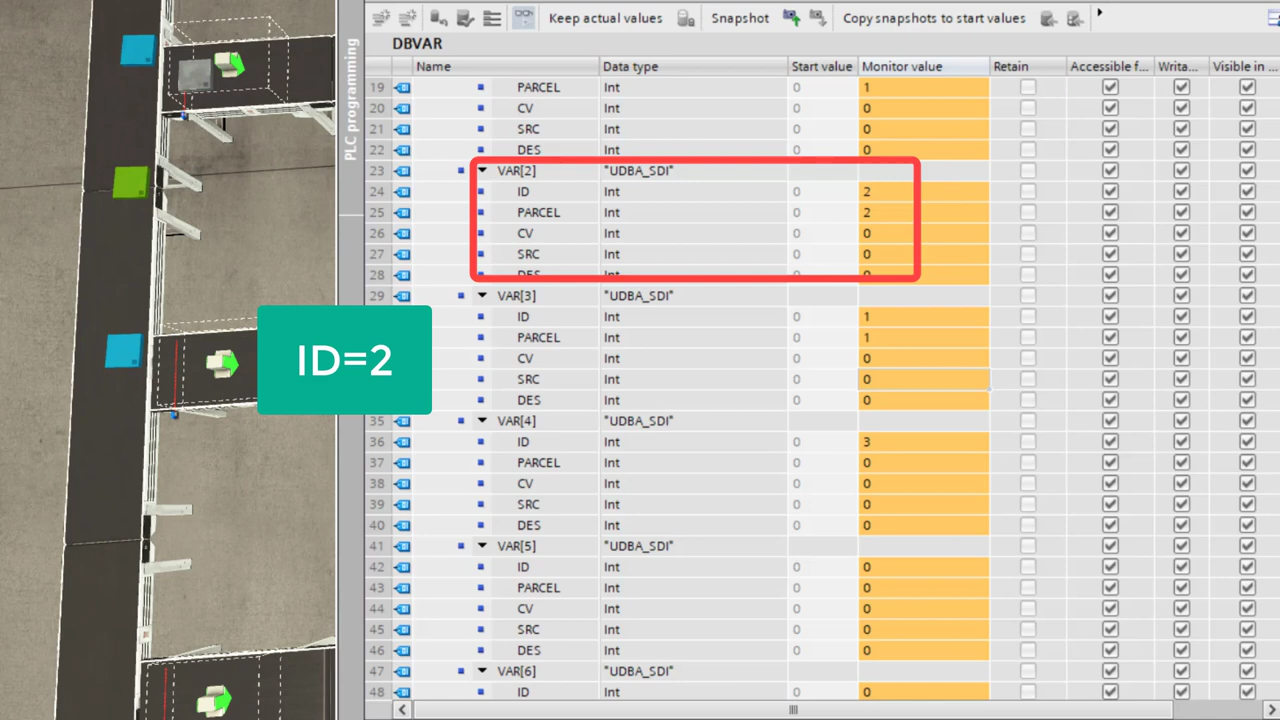 Keep actual values Snapshot Copy snapshots to start values
DBVAR
PLC programming
Name Data type Start value Monitor value Retain Accessible f... Writa... Visible in ...
19 PARCEL Int 0 1
20 CV Int 0 0
21 SRC Int 0 0
22 DES Int 0 0
23 VAR[2] "UDBA_SDI"
24 ID Int 0 2
25 PARCEL Int 0 2
26 CV Int 0 0
27 SRC Int 0 0
28 DES Int 0 0
29 VAR[3] "UDBA_SDI"
ID Int 0 1
PARCEL Int 0 1
CV Int 0 0
SRC Int 0 0
DES Int 0 0
ID=2
35 VAR[4] "UDBA_SDI"
36 ID Int 0 3
37 PARCEL Int 0 0
38 CV Int 0 0
39 SRC Int 0 0
40 DES Int 0 0
41 VAR[5] "UDBA_SDI"
42 ID Int 0 0
43 PARCEL Int 0 0
44 CV Int 0 0
45 SRC Int 0 0
46 DES Int 0 0
47 VAR[6] "UDBA_SDI"
48 ID Int 0 0